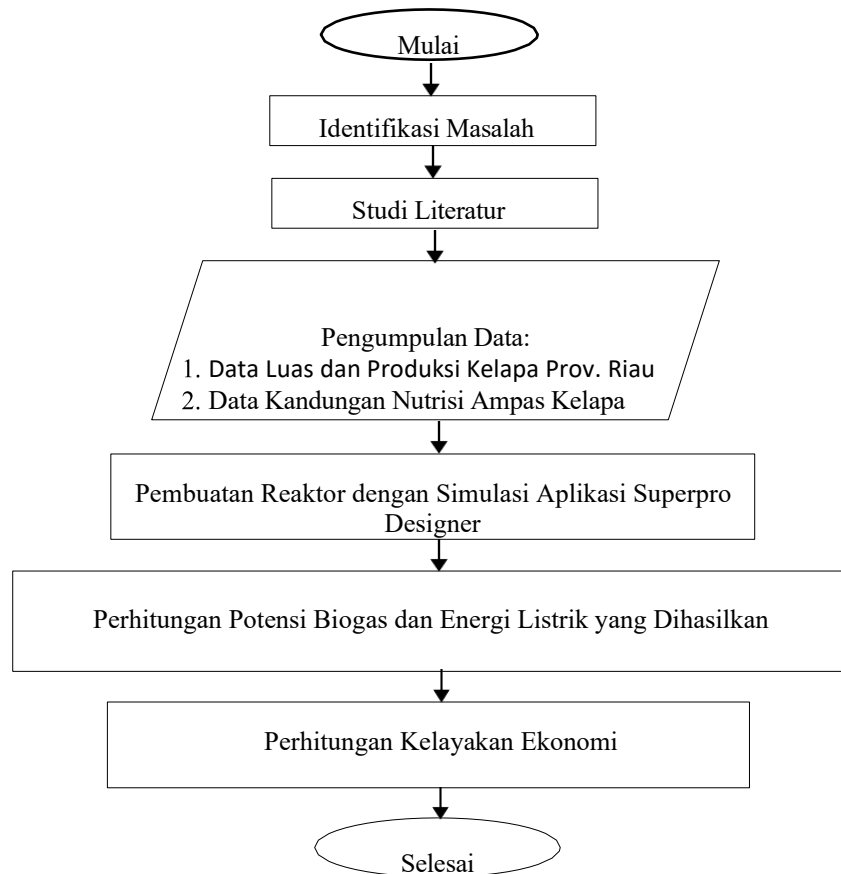 Mulai
Identifikasi Masalah
Studi Literatur
Pengumpulan Data:
1. Data Luas dan Produksi Kelapa Prov. Riau
2. Data Kandungan Nutrisi Ampas Kelapa
Pembuatan Reaktor dengan Simulasi Aplikasi Superpro
Designer
Perhitungan Potensi Biogas dan Energi Listrik yang Dihasilkan
Perhitungan Kelayakan Ekonomi
Selesai